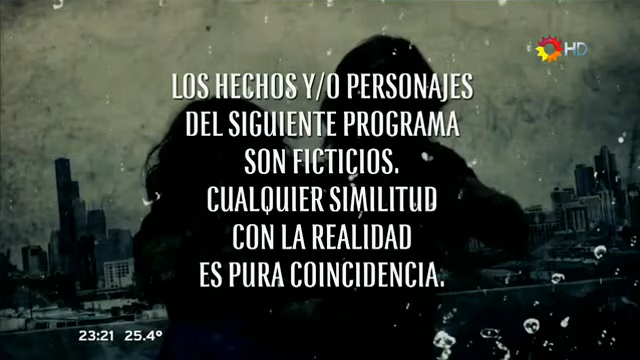 HD
LOS HECHOS Y/O PERSONAJES
DEL SIGUIENTE PROGRAMA
SON FICTICIOS.
CUALQUIER SIMILITUD
CON LA REALIDAD
ES PURA COINCIDENCIA.
23:21 25.4°